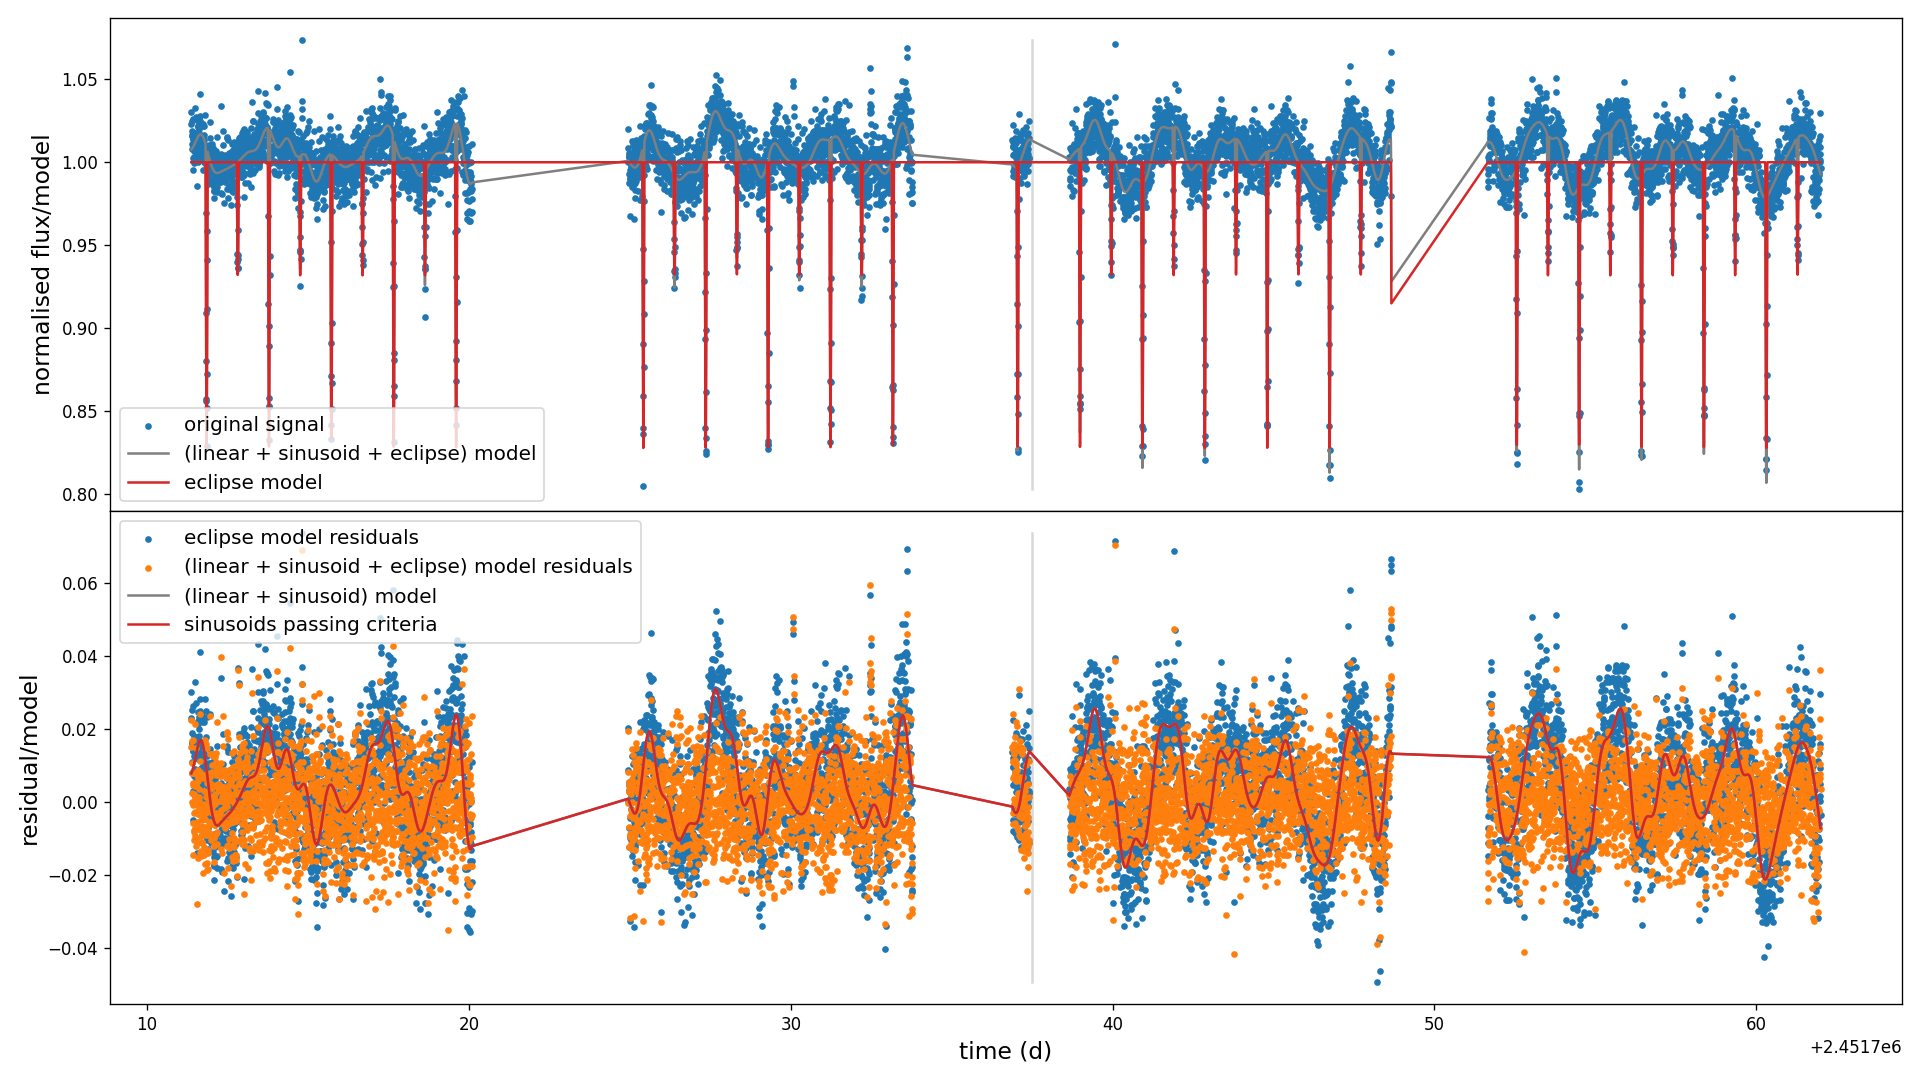 normalised flux/model
1.05
1.00
0.95
0.90
0.85
0.80
original signal
(linear + sinusoid + eclipse) model
eclipse model
residual/model
0.06
0.04
0.02
0.00
−0.02
−0.04
eclipse model residuals
(linear + sinusoid + eclipse) model residuals
(linear + sinusoid) model
sinusoids passing criteria
10
20
30
40
50
60
time (d)
+2.4517e6